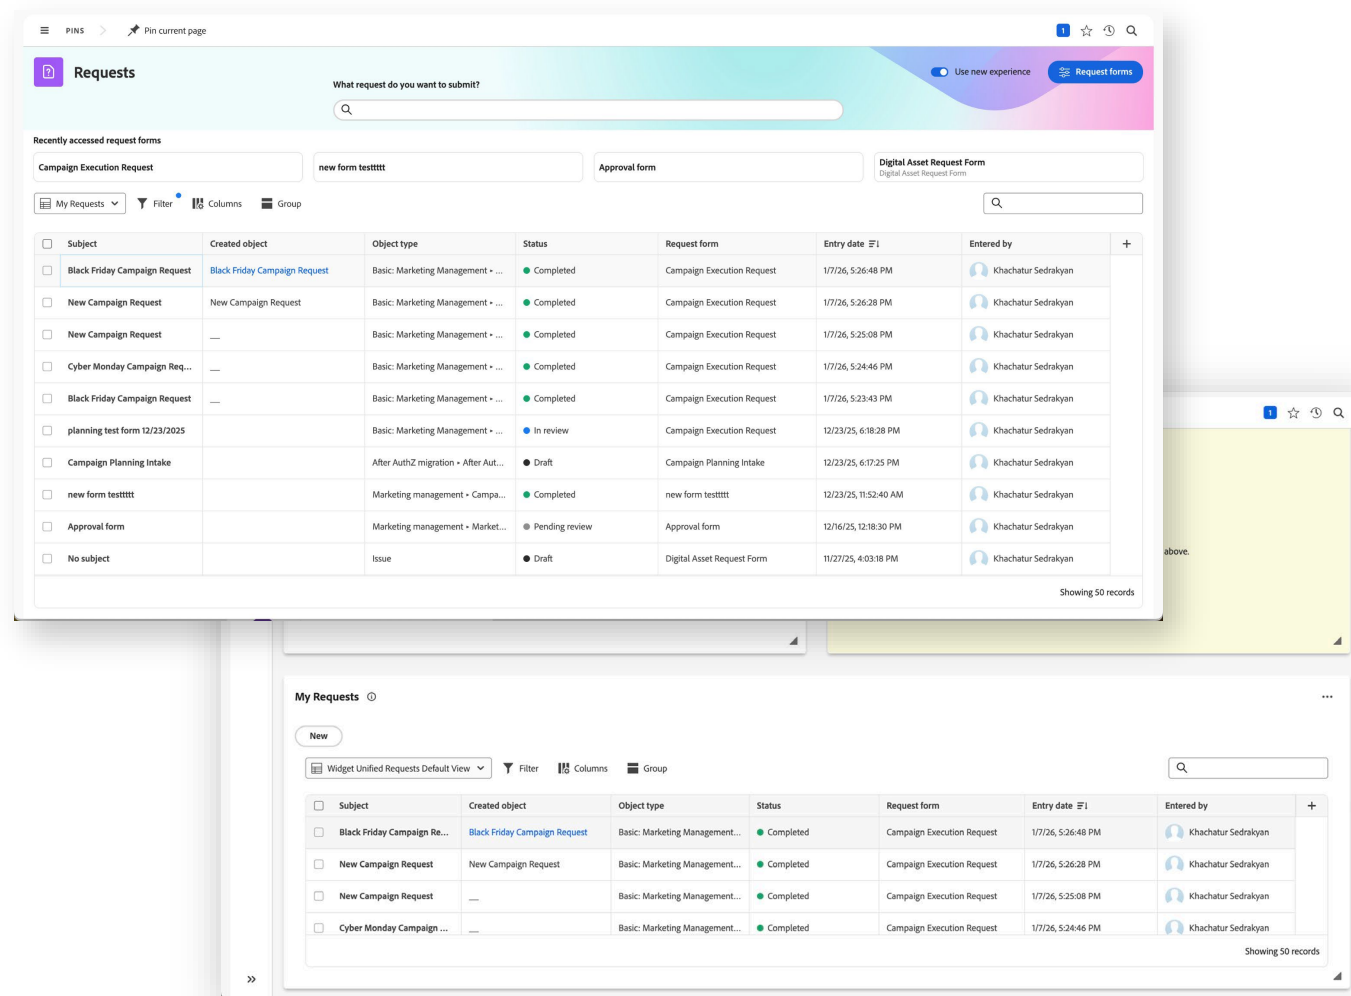 PINS Pin current page 1
Requests
What request do you want to submit?
Use new experience Request forms
Recently accessed request forms
Campaign Execution Request new form testtttt Approval form Digital Asset Request Form
Digital Asset Request Form
My Requests Filter Columns Group
Subject Created object Object type Status Request form Entry date Entered by +
Black Friday Campaign Request Black Friday Campaign Request Basic: Marketing Management • ... Completed Campaign Execution Request 1/7/26, 5:26:48 PM Khachatur Sedrakyan
New Campaign Request New Campaign Request Basic: Marketing Management • ... Completed Campaign Execution Request 1/7/26, 5:26:28 PM Khachatur Sedrakyan
New Campaign Request __ Basic: Marketing Management • ... Completed Campaign Execution Request 1/7/26, 5:25:08 PM Khachatur Sedrakyan
Cyber Monday Campaign Req... __ Basic: Marketing Management • ... Completed Campaign Execution Request 1/7/26, 5:24:46 PM Khachatur Sedrakyan
Black Friday Campaign Request __ Basic: Marketing Management • ... Completed Campaign Execution Request 1/7/26, 5:23:43 PM Khachatur Sedrakyan
planning test form 12/23/2025 Basic: Marketing Management • ... In review Campaign Execution Request 12/23/25, 6:18:28 PM Khachatur Sedrakyan
Campaign Planning Intake After AuthZ migration • After Aut... Draft Campaign Planning Intake 12/23/25, 6:17:25 PM Khachatur Sedrakyan
new form testtttt Marketing management • Campa... Completed new form testtttt 12/23/25, 11:52:40 AM Khachatur Sedrakyan
Approval form Marketing management • Market... Pending review Approval form 12/16/25, 12:18:30 PM Khachatur Sedrakyan
No subject Issue Draft Digital Asset Request Form 11/27/25, 4:03:18 PM Khachatur Sedrakyan
Showing 50 records
1
above.
My Requests
New
Widget Unified Requests Default View Filter Columns Group
Subject Created object Object type Status Request form Entry date Entered by +
Black Friday Campaign Re... Black Friday Campaign Request Basic: Marketing Management... Completed Campaign Execution Request 1/7/26, 5:26:48 PM Khachatur Sedrakyan
New Campaign Request New Campaign Request Basic: Marketing Management... Completed Campaign Execution Request 1/7/26, 5:26:28 PM Khachatur Sedrakyan
New Campaign Request __ Basic: Marketing Management... Completed Campaign Execution Request 1/7/26, 5:25:08 PM Khachatur Sedrakyan
Cyber Monday Campaign ... __ Basic: Marketing Management... Completed Campaign Execution Request 1/7/26, 5:24:46 PM Khachatur Sedrakyan
Showing 50 records